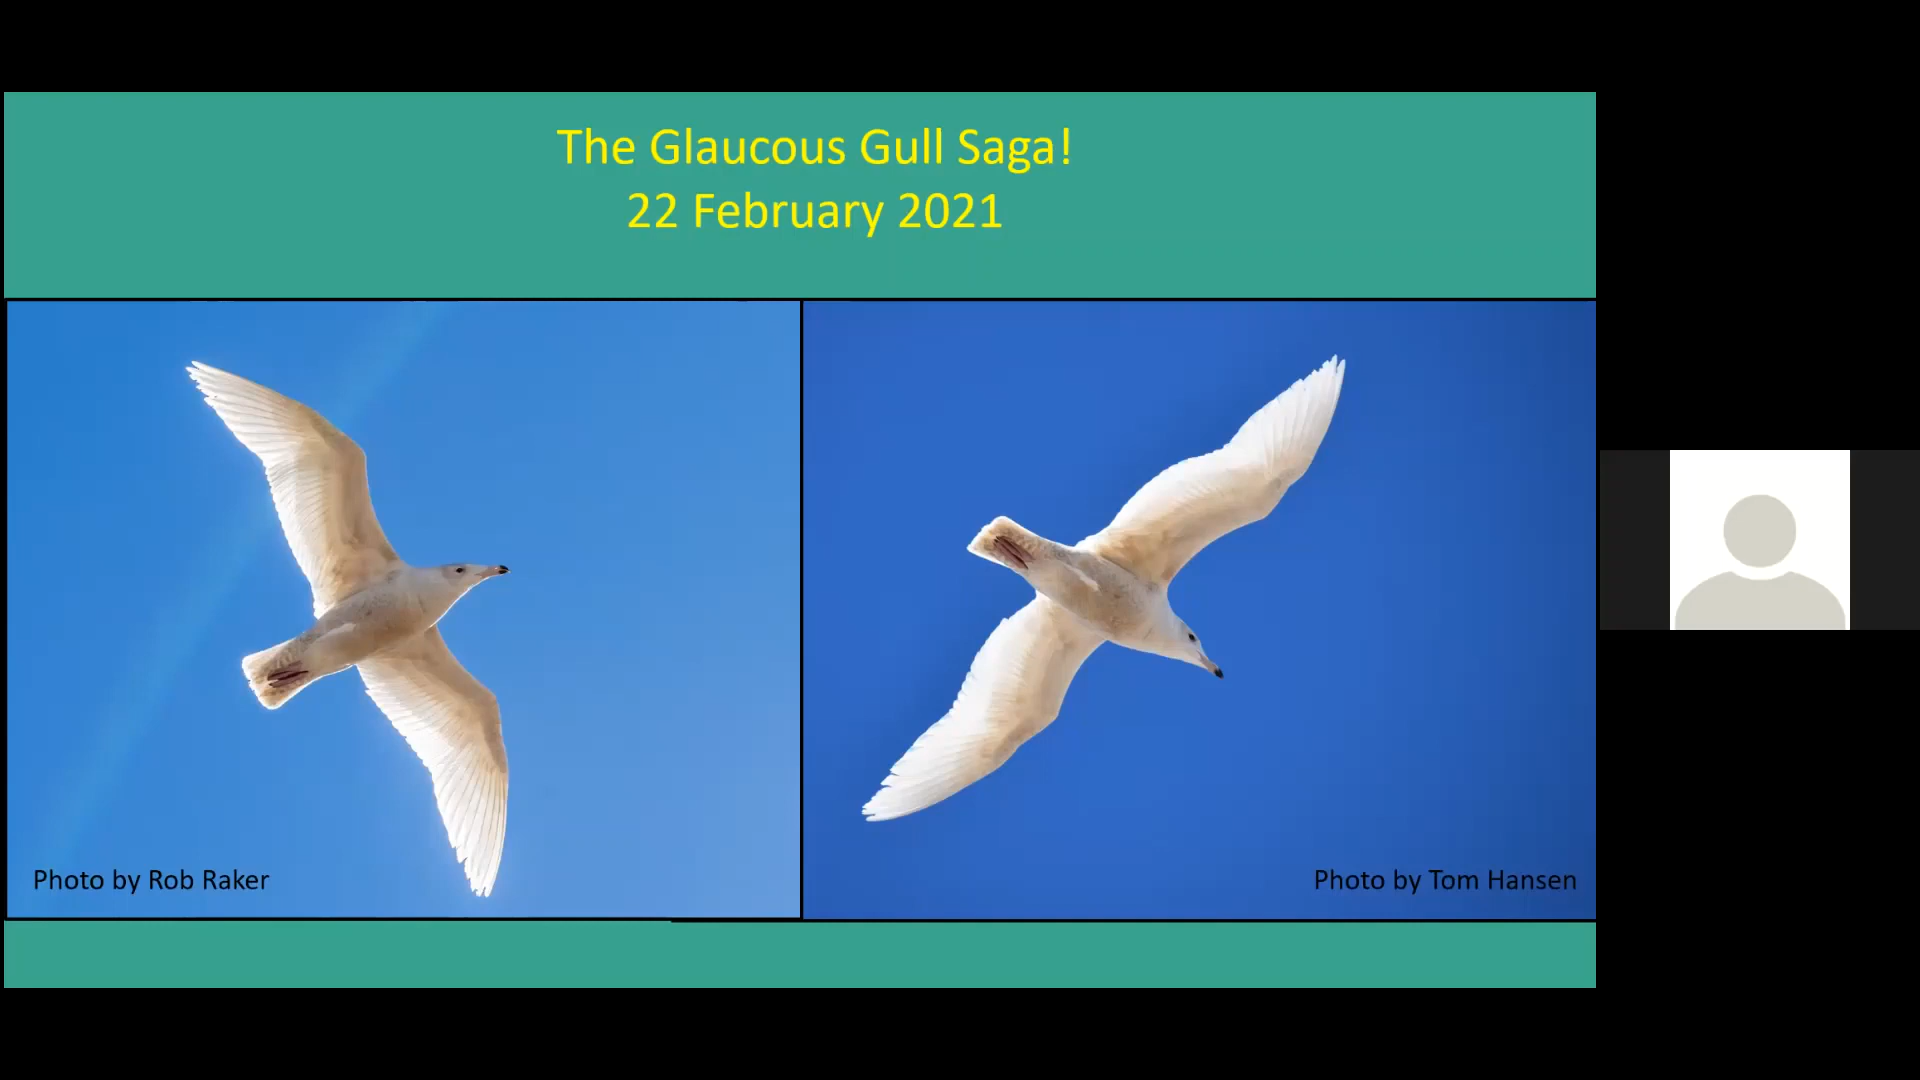 The Glaucous Gull Saga!
22 February 2021
Photo by Rob Raker
Photo by Tom Hansen